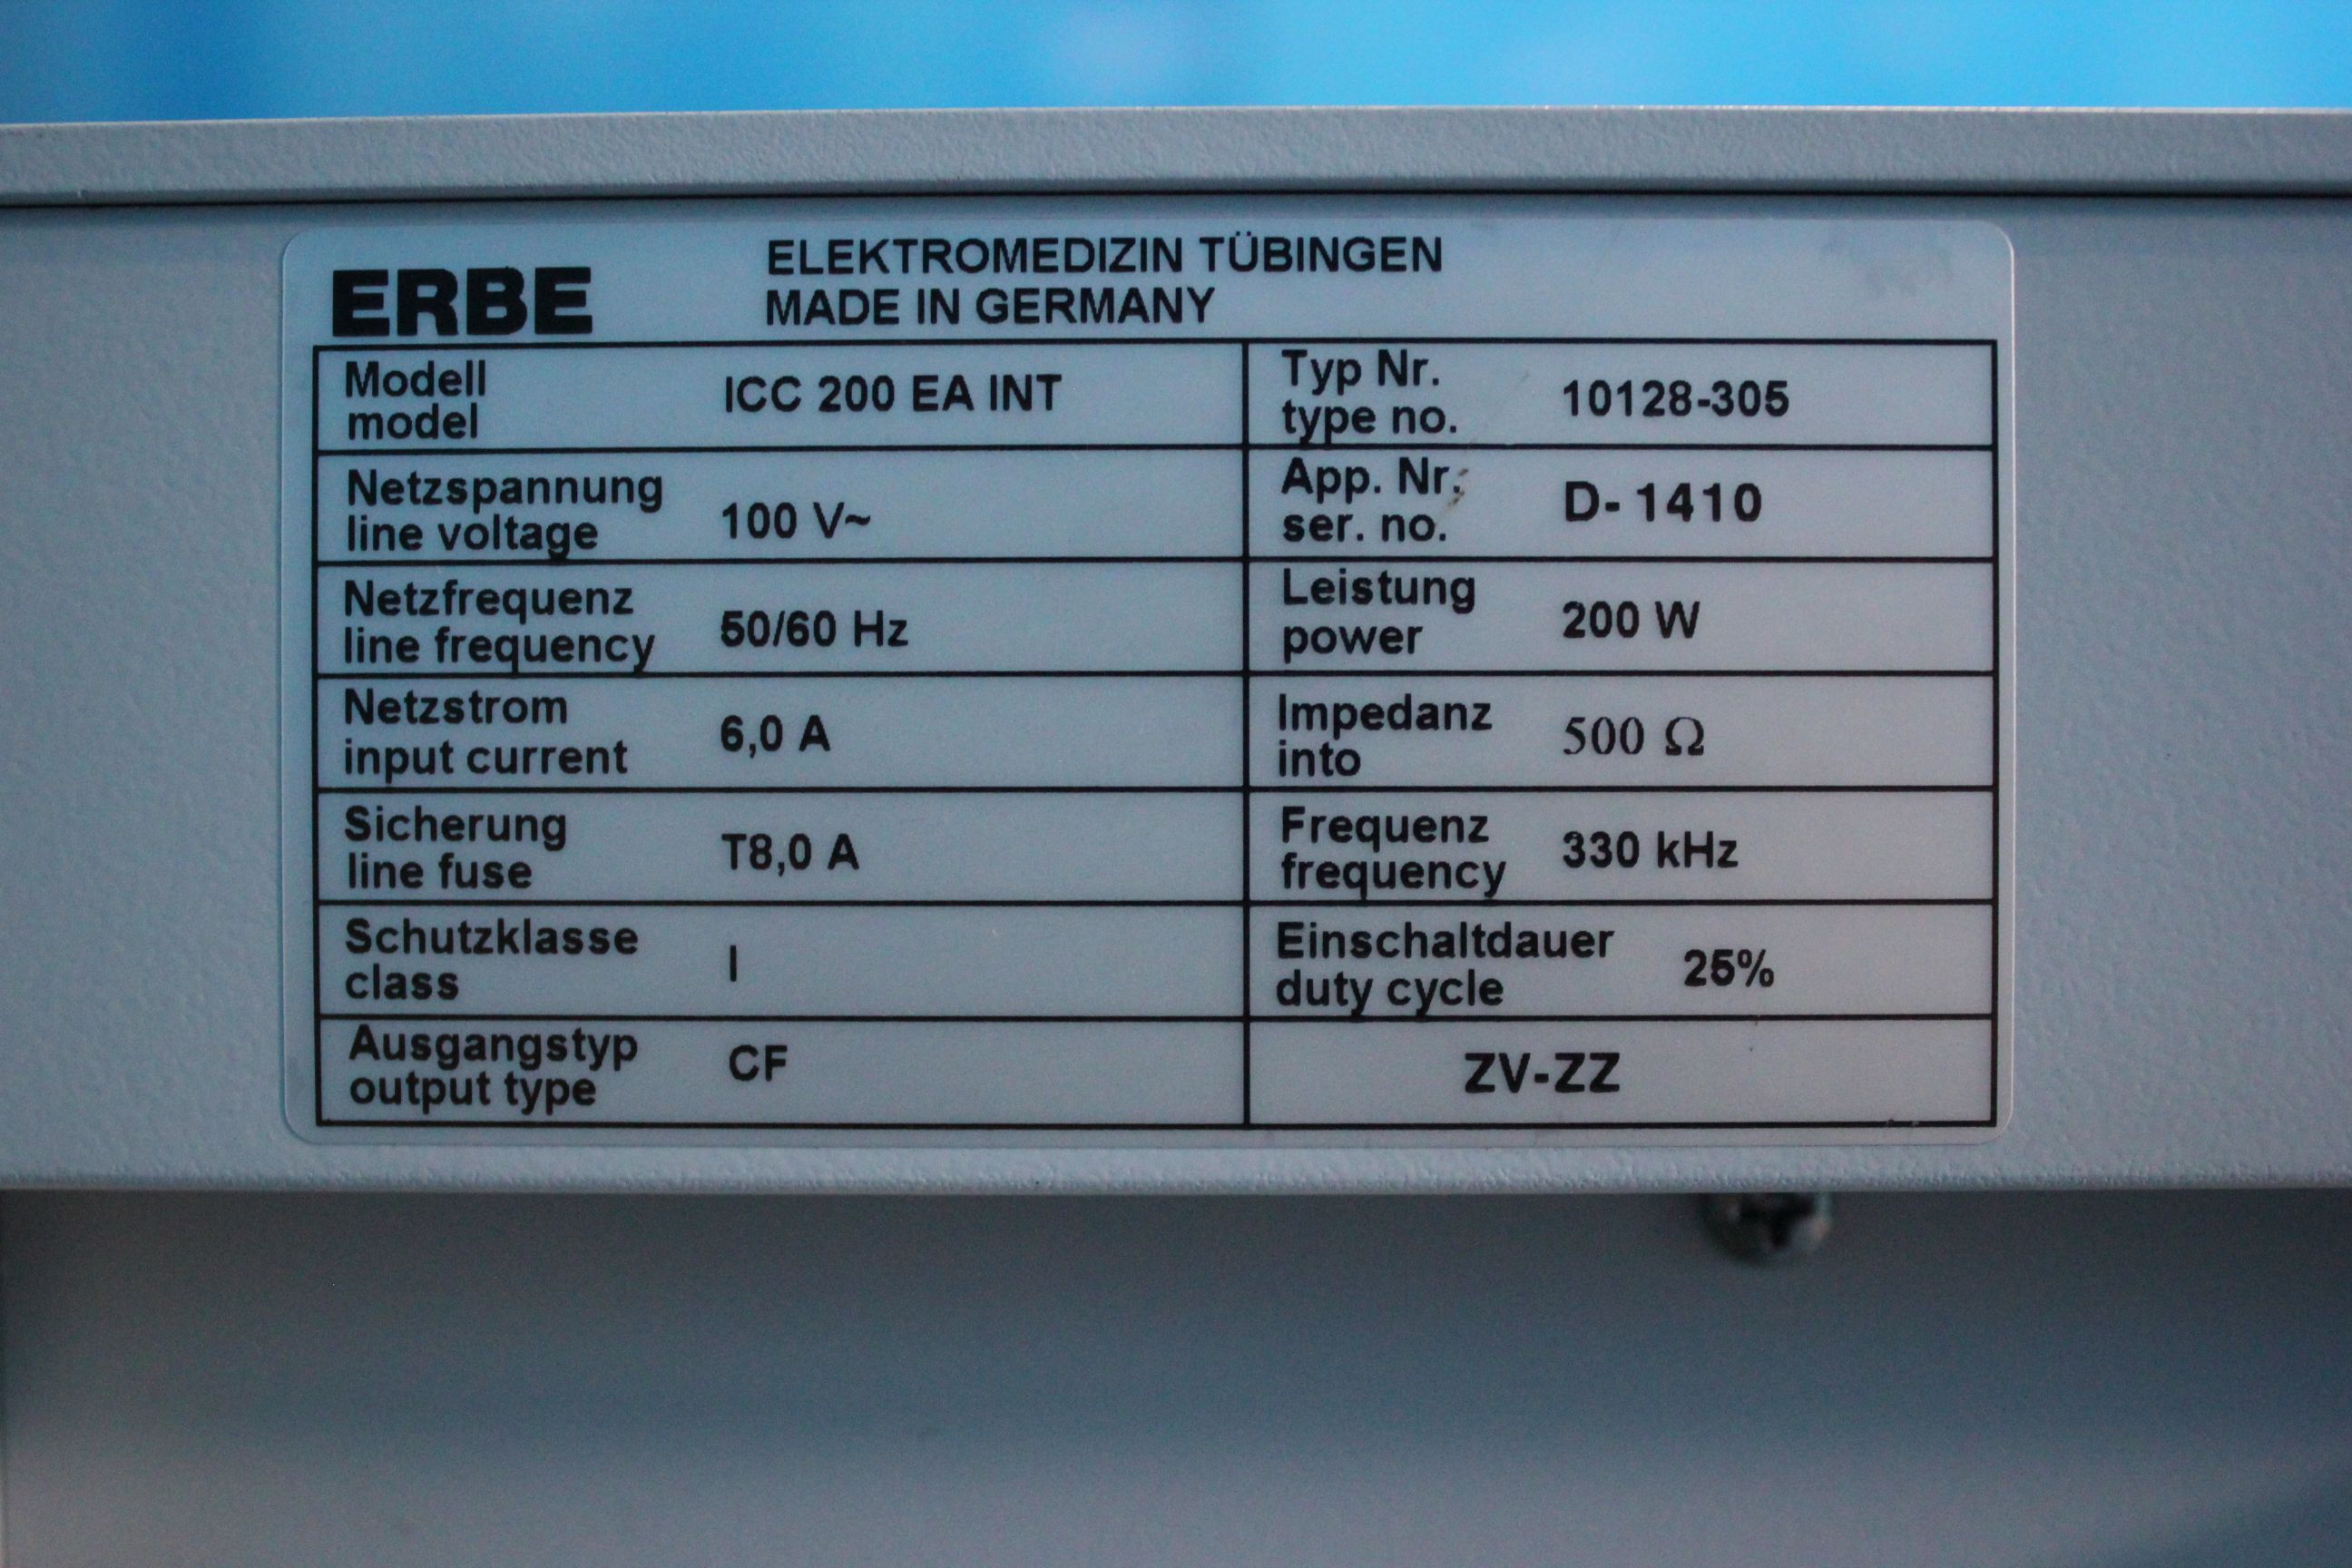 ERBE
ELEKTROMEDIZIN TÜBINGEN
MADE IN GERMANY
Modell
model
ICC 200 EA INT
Typ Nr.
type no.
10128-305
Netzspannung
line voltage
100 V~
App. Nr.
ser. no.
D- 1410
Netzfrequenz
line frequency
50/60 Hz
Leistung
power
200 W
Netzstrom
input current
6,0 A
Impedanz
into
500 Ω
Sicherung
line fuse
T8,0 A
Frequenz
frequency
330 kHz
Schutzklasse
class
I
Einschaltdauer
duty cycle
25%
Ausgangstyp
output type
CF
ZV-ZZ